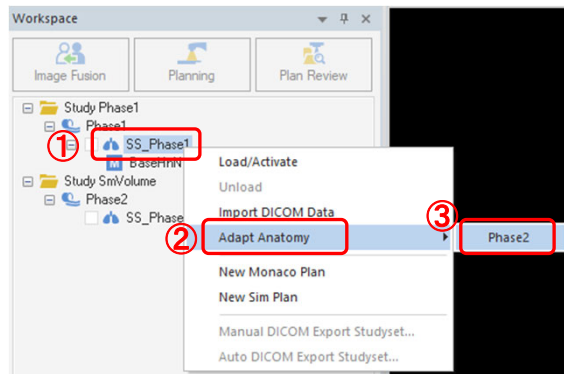 Workspace
Image Fusion
Planning
Plan Review
Study Phase1
Phase1
① SS_Phase1
BaseHnN
Load/Activate
Unload
Study SmVolume
Phase2
SS_Phase
Import DICOM Data
② Adapt Anatomy
③ Phase2
New Monaco Plan
New Sim Plan
Manual DICOM Export Studyset...
Auto DICOM Export Studyset...